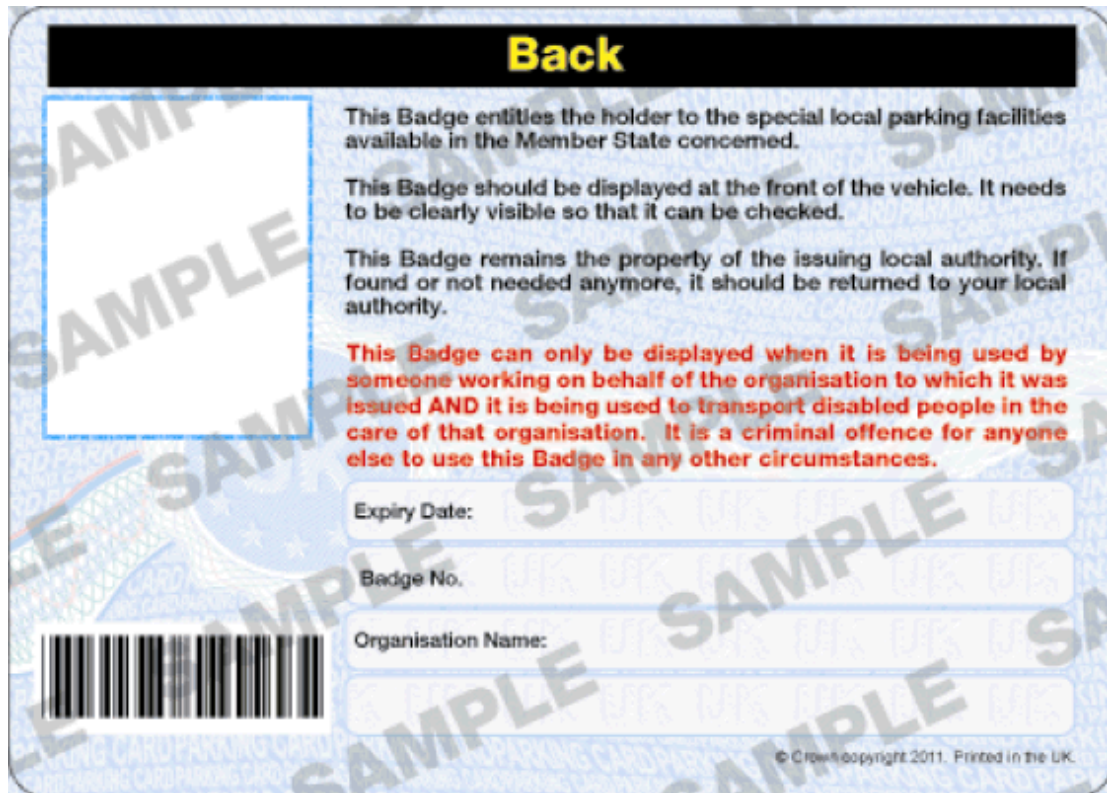 Back
This Badge entitles the holder to the special local parking facilities
available in the Member State concerned.
This Badge should be displayed at the front of the vehicle. It needs
to be clearly visible so that it can be checked.
This Badge remains the property of the issuing local authority. If
found or not needed anymore, it should be returned to your local
authority.
This Badge can only be displayed when it is being used by
someone working on behalf of the organisation to which it was
issued AND it is being used to transport disabled people in the
care of that organisation. It is a criminal offence for anyone
else to use this Badge in any other circumstances.
Expiry Date:
Badge No.
Organisation Name:
© Crown copyright 2011. Printed in the UK.
SAMPLE